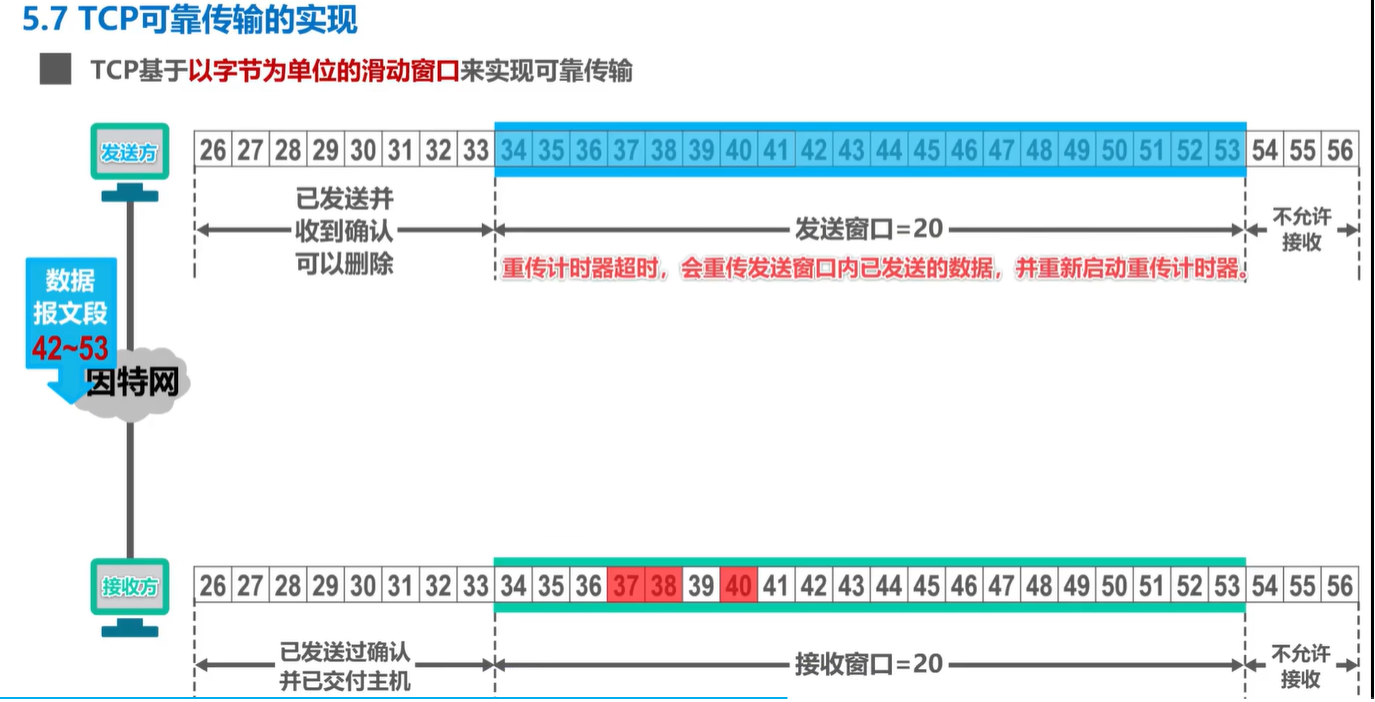 5.7 TCP可靠传输的实现
TCP基于以字节为单位的滑动窗口来实现可靠传输
发送方
26 27 28 29 30 31 32 33 34 35 36 37 38 39 40 41 42 43 44 45 46 47 48 49 50 51 52 53 54 55 56
已发送并
收到确认
可以删除
发送窗口=20
不允许
接收
重传计时器超时，会重传发送窗口内已发送的数据，并重新启动重传计时器。
数据
报文段
42~53
因特网
接收方
26 27 28 29 30 31 32 33 34 35 36 37 38 39 40 41 42 43 44 45 46 47 48 49 50 51 52 53 54 55 56
已发送过确认
并已交付主机
接收窗口=20
不允许
接收